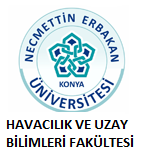 NECMETTİN ERBAKAN
KONYA
ÜNİVERSİTESİ
HAVACILIK VE UZAY
BİLİMLERİ FAKÜLTESİ